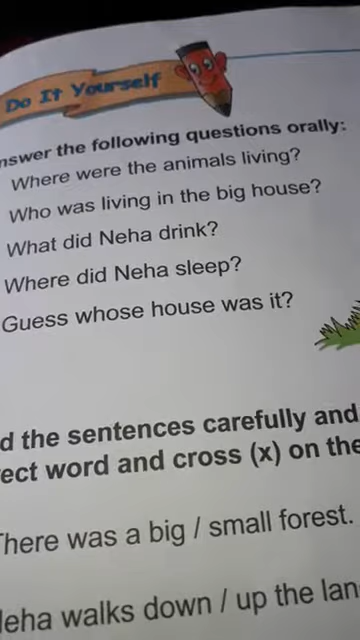 Do It Yourself
nswer the following questions orally:
Where were the animals living?
Who was living in the big house?
What did Neha drink?
Where did Neha sleep?
Guess whose house was it?
d the sentences carefully and
ect word and cross (x) on the
There was a big / small forest.
Neha walks down / up the lan